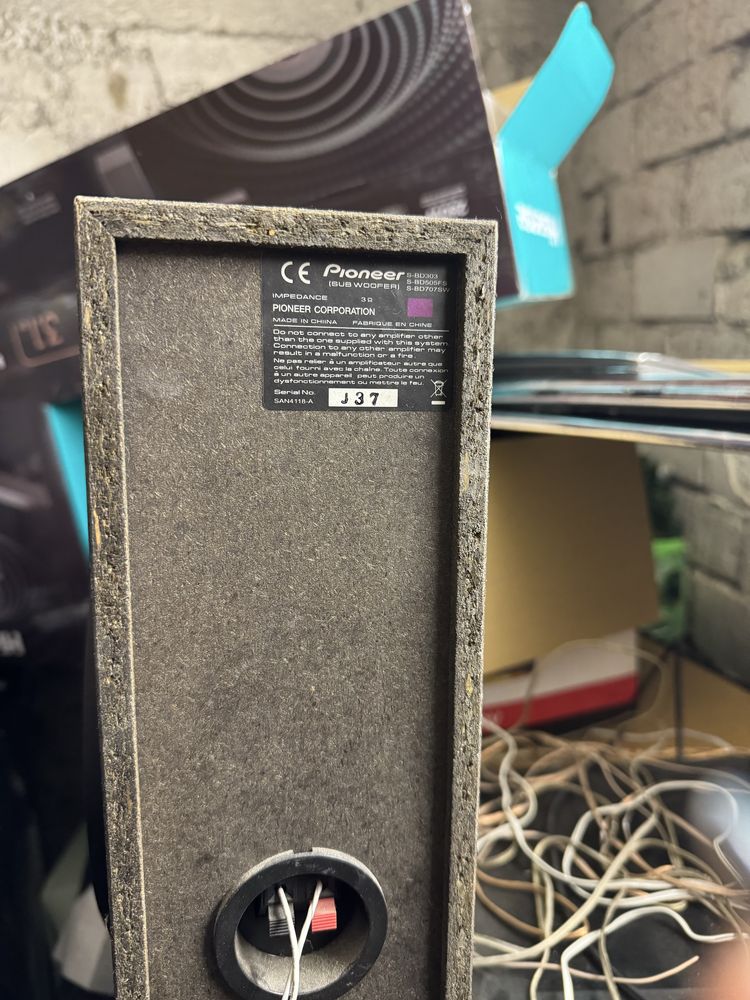 CE Pioneer S-BD303
(SUB WOOFER) S-BD505FS
S-BD707SW
IMPEDANCE 3Ω
PIONEER CORPORATION
MADE IN CHINA FABRIQUE EN CHINE
Do not connect to any amplifier other
than the one supplied with this system.
Connection to any other amplifier may
result in a malfunction or a fire.
Ne pas relier à un amplificateur autre que
celui fourni avec la chaîne. Toute connexion
à un autre appareil peut produire un
dysfonctionnement ou mettre le feu.
Serial No.
SAN4118-A J37